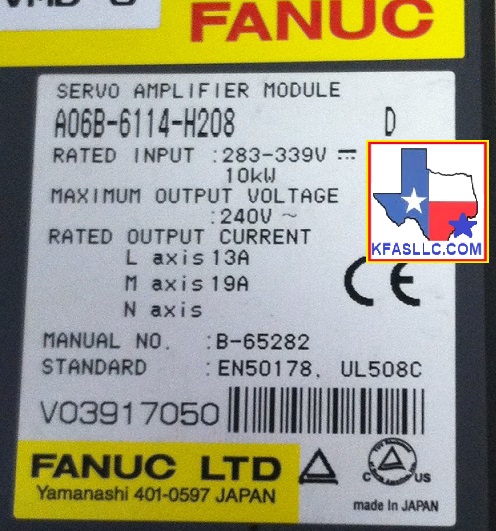 FANUC
SERVO AMPLIFIER MODULE
A06B-6114-H208 D
RATED INPUT :283-339V
10kW
MAXIMUM OUTPUT VOLTAGE
:240V ~
RATED OUTPUT CURRENT
L axis 13A
M axis 19A
N axis
KFASLLC.COM
CE
MANUAL NO. :B-65282
STANDARD :EN50178, UL508C
V03917050
FANUC LTD
Yamanashi 401-0597 JAPAN
C US
made in JAPAN